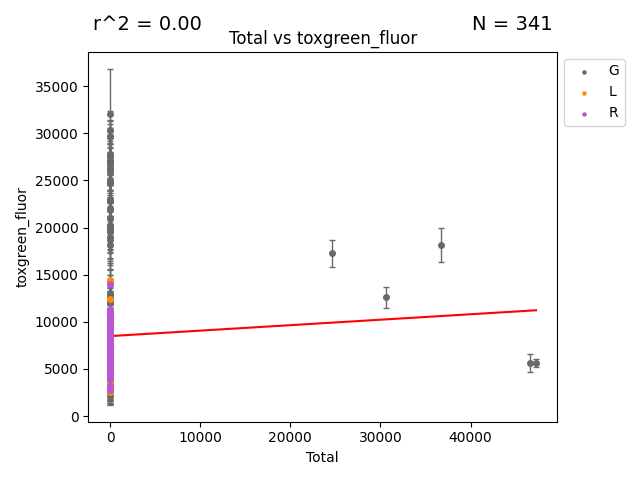 r^2 = 0.00
N = 341
Total vs toxgreen_fluor
35000
30000
25000
20000
15000
10000
5000
0
toxgreen_fluor
0
10000
20000
30000
40000
Total
G
L
R